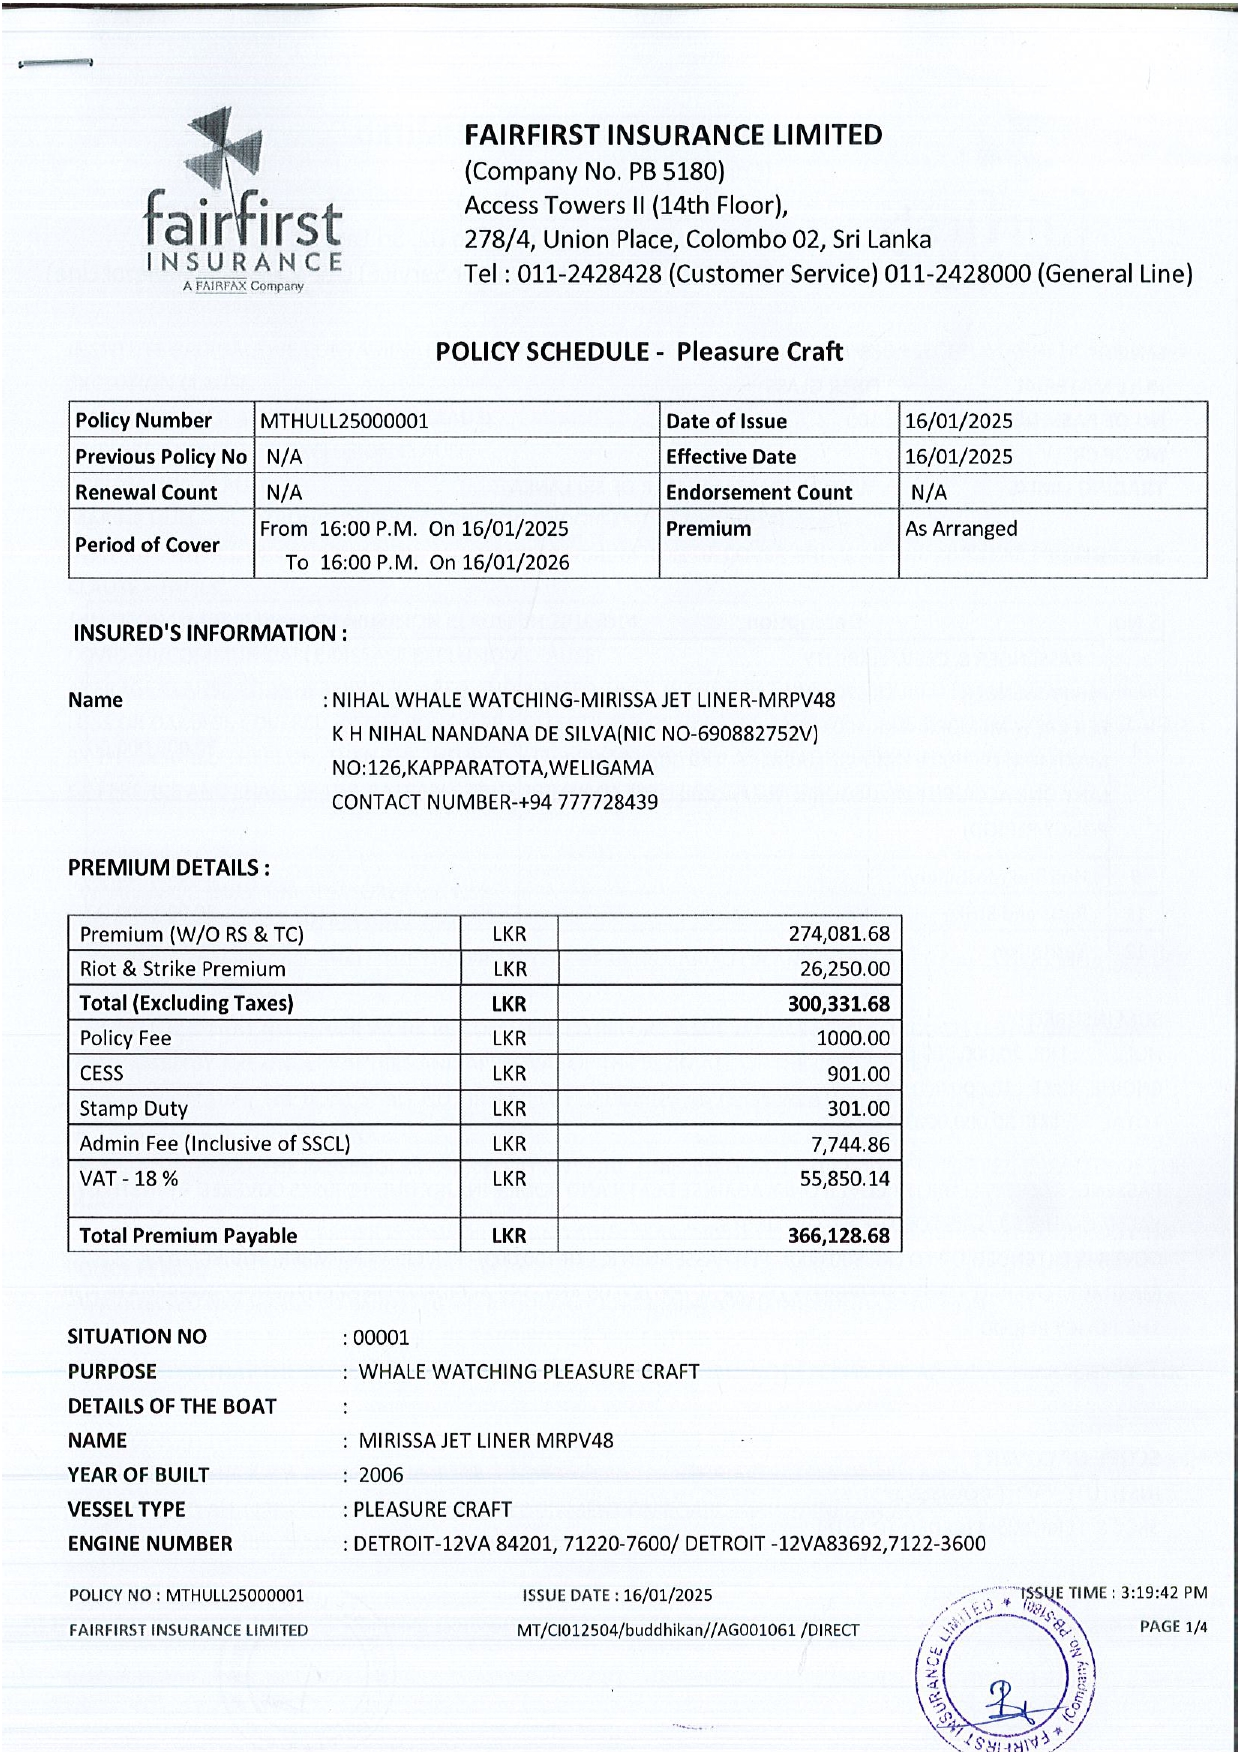 fairfirst
INSURANCE
A FAIRFAX Company
FAIRFIRST INSURANCE LIMITED
(Company No. PB 5180)
Access Towers II (14th Floor),
278/4, Union Place, Colombo 02, Sri Lanka
Tel : 011-2428428 (Customer Service) 011-2428000 (General Line)
POLICY SCHEDULE - Pleasure Craft
Policy Number MTHULL25000001 Date of Issue 16/01/2025
Previous Policy No N/A Effective Date 16/01/2025
Renewal Count N/A Endorsement Count N/A
Period of Cover From 16:00 P.M. On 16/01/2025 Premium As Arranged
To 16:00 P.M. On 16/01/2026
INSURED'S INFORMATION :
Name : NIHAL WHALE WATCHING-MIRISSA JET LINER-MRPV48
K H NIHAL NANDANA DE SILVA(NIC NO-690882752V)
NO:126,KAPPARATOTA,WELIGAMA
CONTACT NUMBER-+94 777728439
PREMIUM DETAILS :
Premium (W/O RS & TC) LKR 274,081.68
Riot & Strike Premium LKR 26,250.00
Total (Excluding Taxes) LKR 300,331.68
Policy Fee LKR 1000.00
CESS LKR 901.00
Stamp Duty LKR 301.00
Admin Fee (Inclusive of SSCL) LKR 7,744.86
VAT - 18 % LKR 55,850.14
Total Premium Payable LKR 366,128.68
SITUATION NO : 00001
PURPOSE : WHALE WATCHING PLEASURE CRAFT
DETAILS OF THE BOAT :
NAME : MIRISSA JET LINER MRPV48
YEAR OF BUILT : 2006
VESSEL TYPE : PLEASURE CRAFT
ENGINE NUMBER : DETROIT-12VA 84201, 71220-7600/ DETROIT -12VA83692,7122-3600
POLICY NO : MTHULL25000001 ISSUE DATE : 16/01/2025 ISSUE TIME : 3:19:42 PM
FAIRFIRST INSURANCE LIMITED MT/CI012504/buddhikan//AG001061 /DIRECT PAGE 1/4
FAIRFIRST INSURANCE LIMITED * (Company No. PB-5180) *